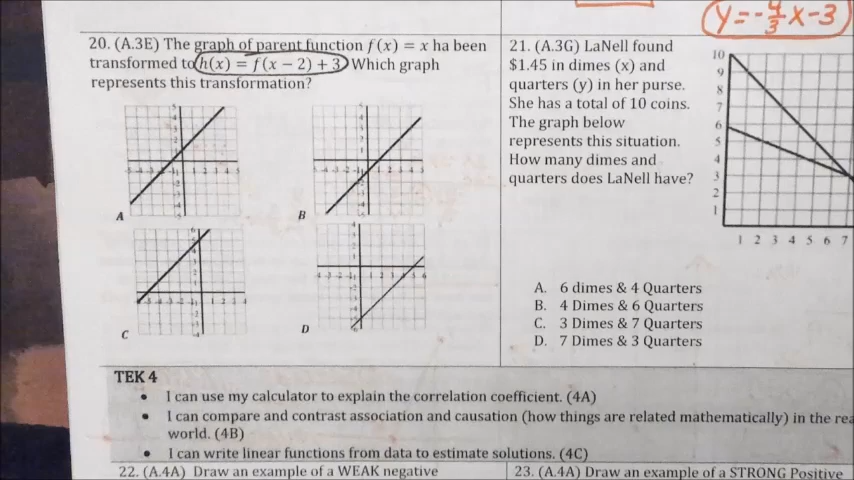 y = -4/3 x - 3
20. (A.3E) The graph of parent function f(x) = x ha been
transformed to h(x) = f(x − 2) + 3 Which graph
represents this transformation?
A
B
C
D
21. (A.3G) LaNell found
$1.45 in dimes (x) and
quarters (y) in her purse.
She has a total of 10 coins.
The graph below
represents this situation.
How many dimes and
quarters does LaNell have?
10
9
8
7
6
5
4
3
2
1
1 2 3 4 5 6 7
A. 6 dimes & 4 Quarters
B. 4 Dimes & 6 Quarters
C. 3 Dimes & 7 Quarters
D. 7 Dimes & 3 Quarters
TEK 4
• I can use my calculator to explain the correlation coefficient. (4A)
• I can compare and contrast association and causation (how things are related mathematically) in the rea
world. (4B)
• I can write linear functions from data to estimate solutions. (4C)
22. (A.4A) Draw an example of a WEAK negative
23. (A.4A) Draw an example of a STRONG Positive